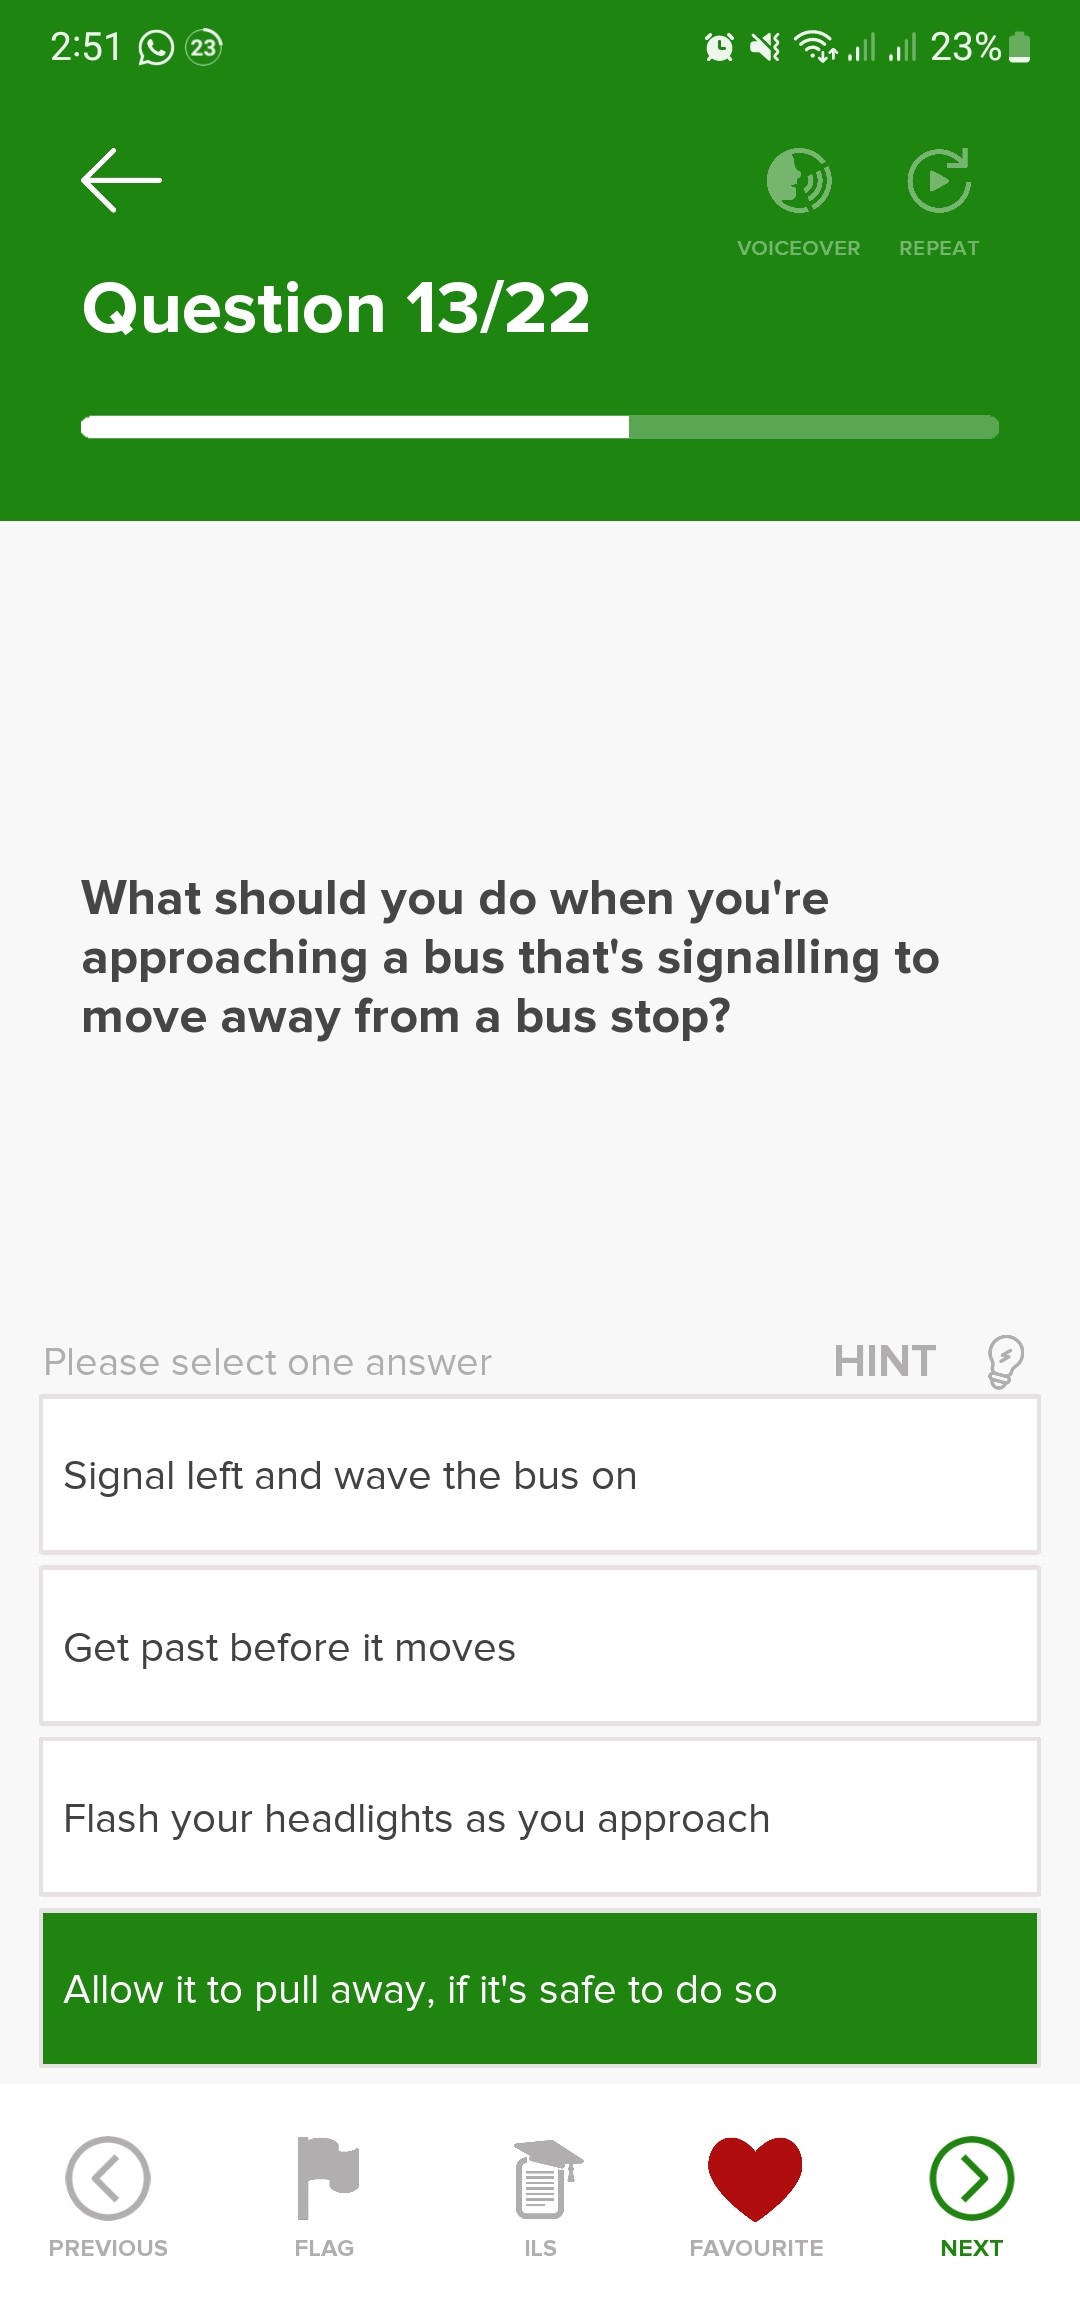 2:51 23 23%
VOICEOVER REPEAT
Question 13/22
What should you do when you're
approaching a bus that's signalling to
move away from a bus stop?
Please select one answer HINT
Signal left and wave the bus on
Get past before it moves
Flash your headlights as you approach
Allow it to pull away, if it's safe to do so
PREVIOUS FLAG ILS FAVOURITE NEXT